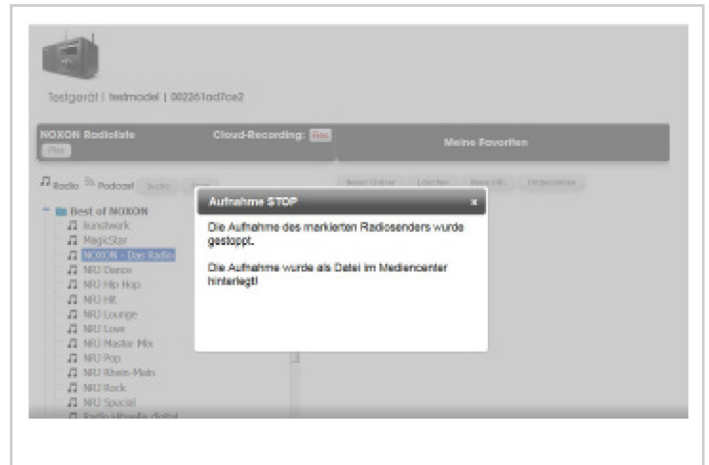 Testgerät | testmodel | 002261ad7ce2
NOXON Radioliste
Cloud-Recording: Rec
Meine Favoriten
Play
Radio Podcast Suche
Neuer Ordner Löschen Neue URL
Aufnahme STOP x
Die Aufnahme des markierten Radiosenders wurde
gestoppt.
Die Aufnahme wurde als Datei im Mediencenter
hinterlegt!
Best of NOXON
kunstwerk
MagicStar
NOXON - Das Radio
NRJ Dance
NRJ Hip Hop
NRJ Hit
NRJ Lounge
NRJ Love
NRJ Master Mix
NRJ Pop
NRJ Rhein-Main
NRJ Rock
NRJ Special
Radio Hitwelle digital